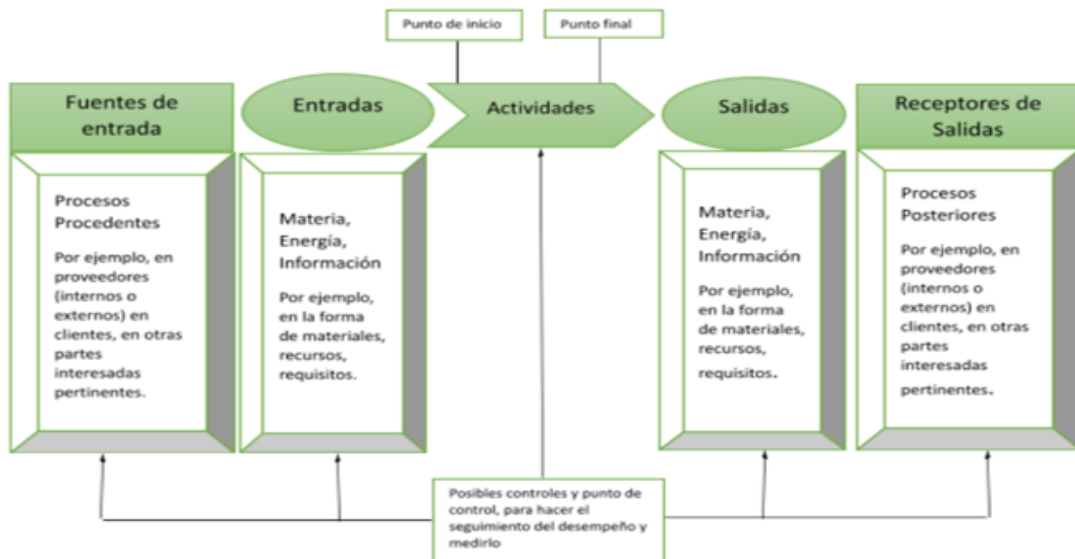 Punto de inicio
Punto final
Fuentes de
entrada
Entradas
Actividades
Salidas
Receptores de
Salidas
Procesos
Procedentes
Por ejemplo, en
proveedores
(internos o
externos) en
clientes, en otras
partes
interesadas
pertinentes.
Materia,
Energía,
Información
Por ejemplo,
en la forma
de materiales,
recursos,
requisitos.
Materia,
Energía,
Información
Por ejemplo,
en la forma
de materiales,
recursos,
requisitos.
Procesos
Posteriores
Por ejemplo, en
proveedores
(internos o
externos) en
clientes, en otras
partes
interesadas
pertinentes.
Posibles controles y punto de
control, para hacer el
seguimiento del desempeño y
medirlo